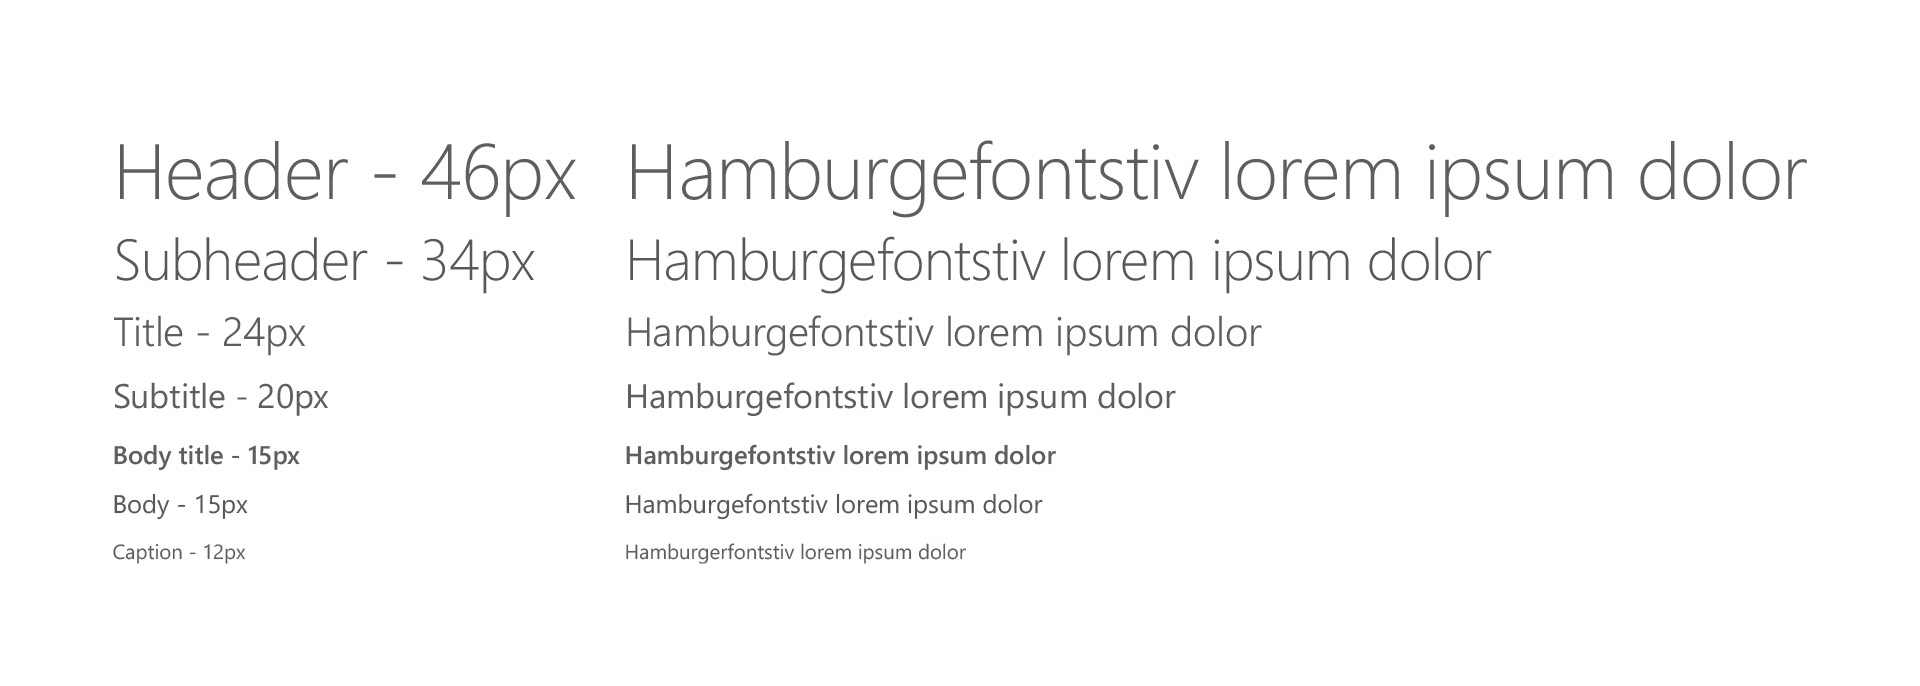 Header - 46px Hamburgefontstiv lorem ipsum dolor
Subheader - 34px Hamburgefontstiv lorem ipsum dolor
Title - 24px Hamburgefontstiv lorem ipsum dolor
Subtitle - 20px Hamburgefontstiv lorem ipsum dolor
Body title - 15px Hamburgefontstiv lorem ipsum dolor
Body - 15px Hamburgefontstiv lorem ipsum dolor
Caption - 12px Hamburgerfontstiv lorem ipsum dolor